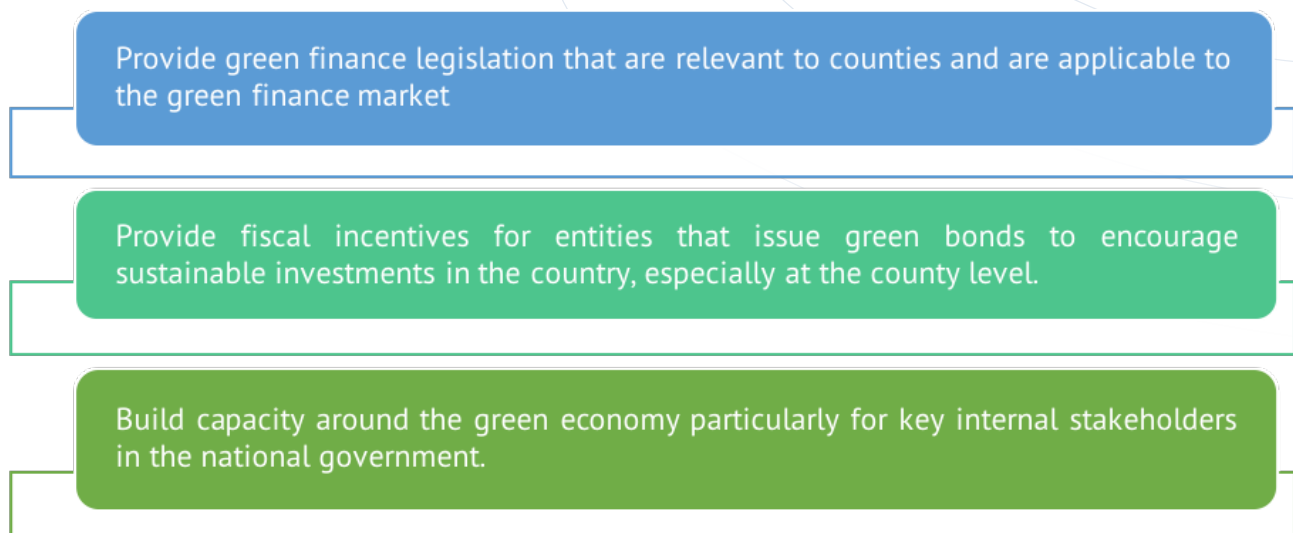 Provide green finance legislation that are relevant to counties and are applicable to
the green finance market
Provide fiscal incentives for entities that issue green bonds to encourage
sustainable investments in the country, especially at the county level.
Build capacity around the green economy particularly for key internal stakeholders
in the national government.